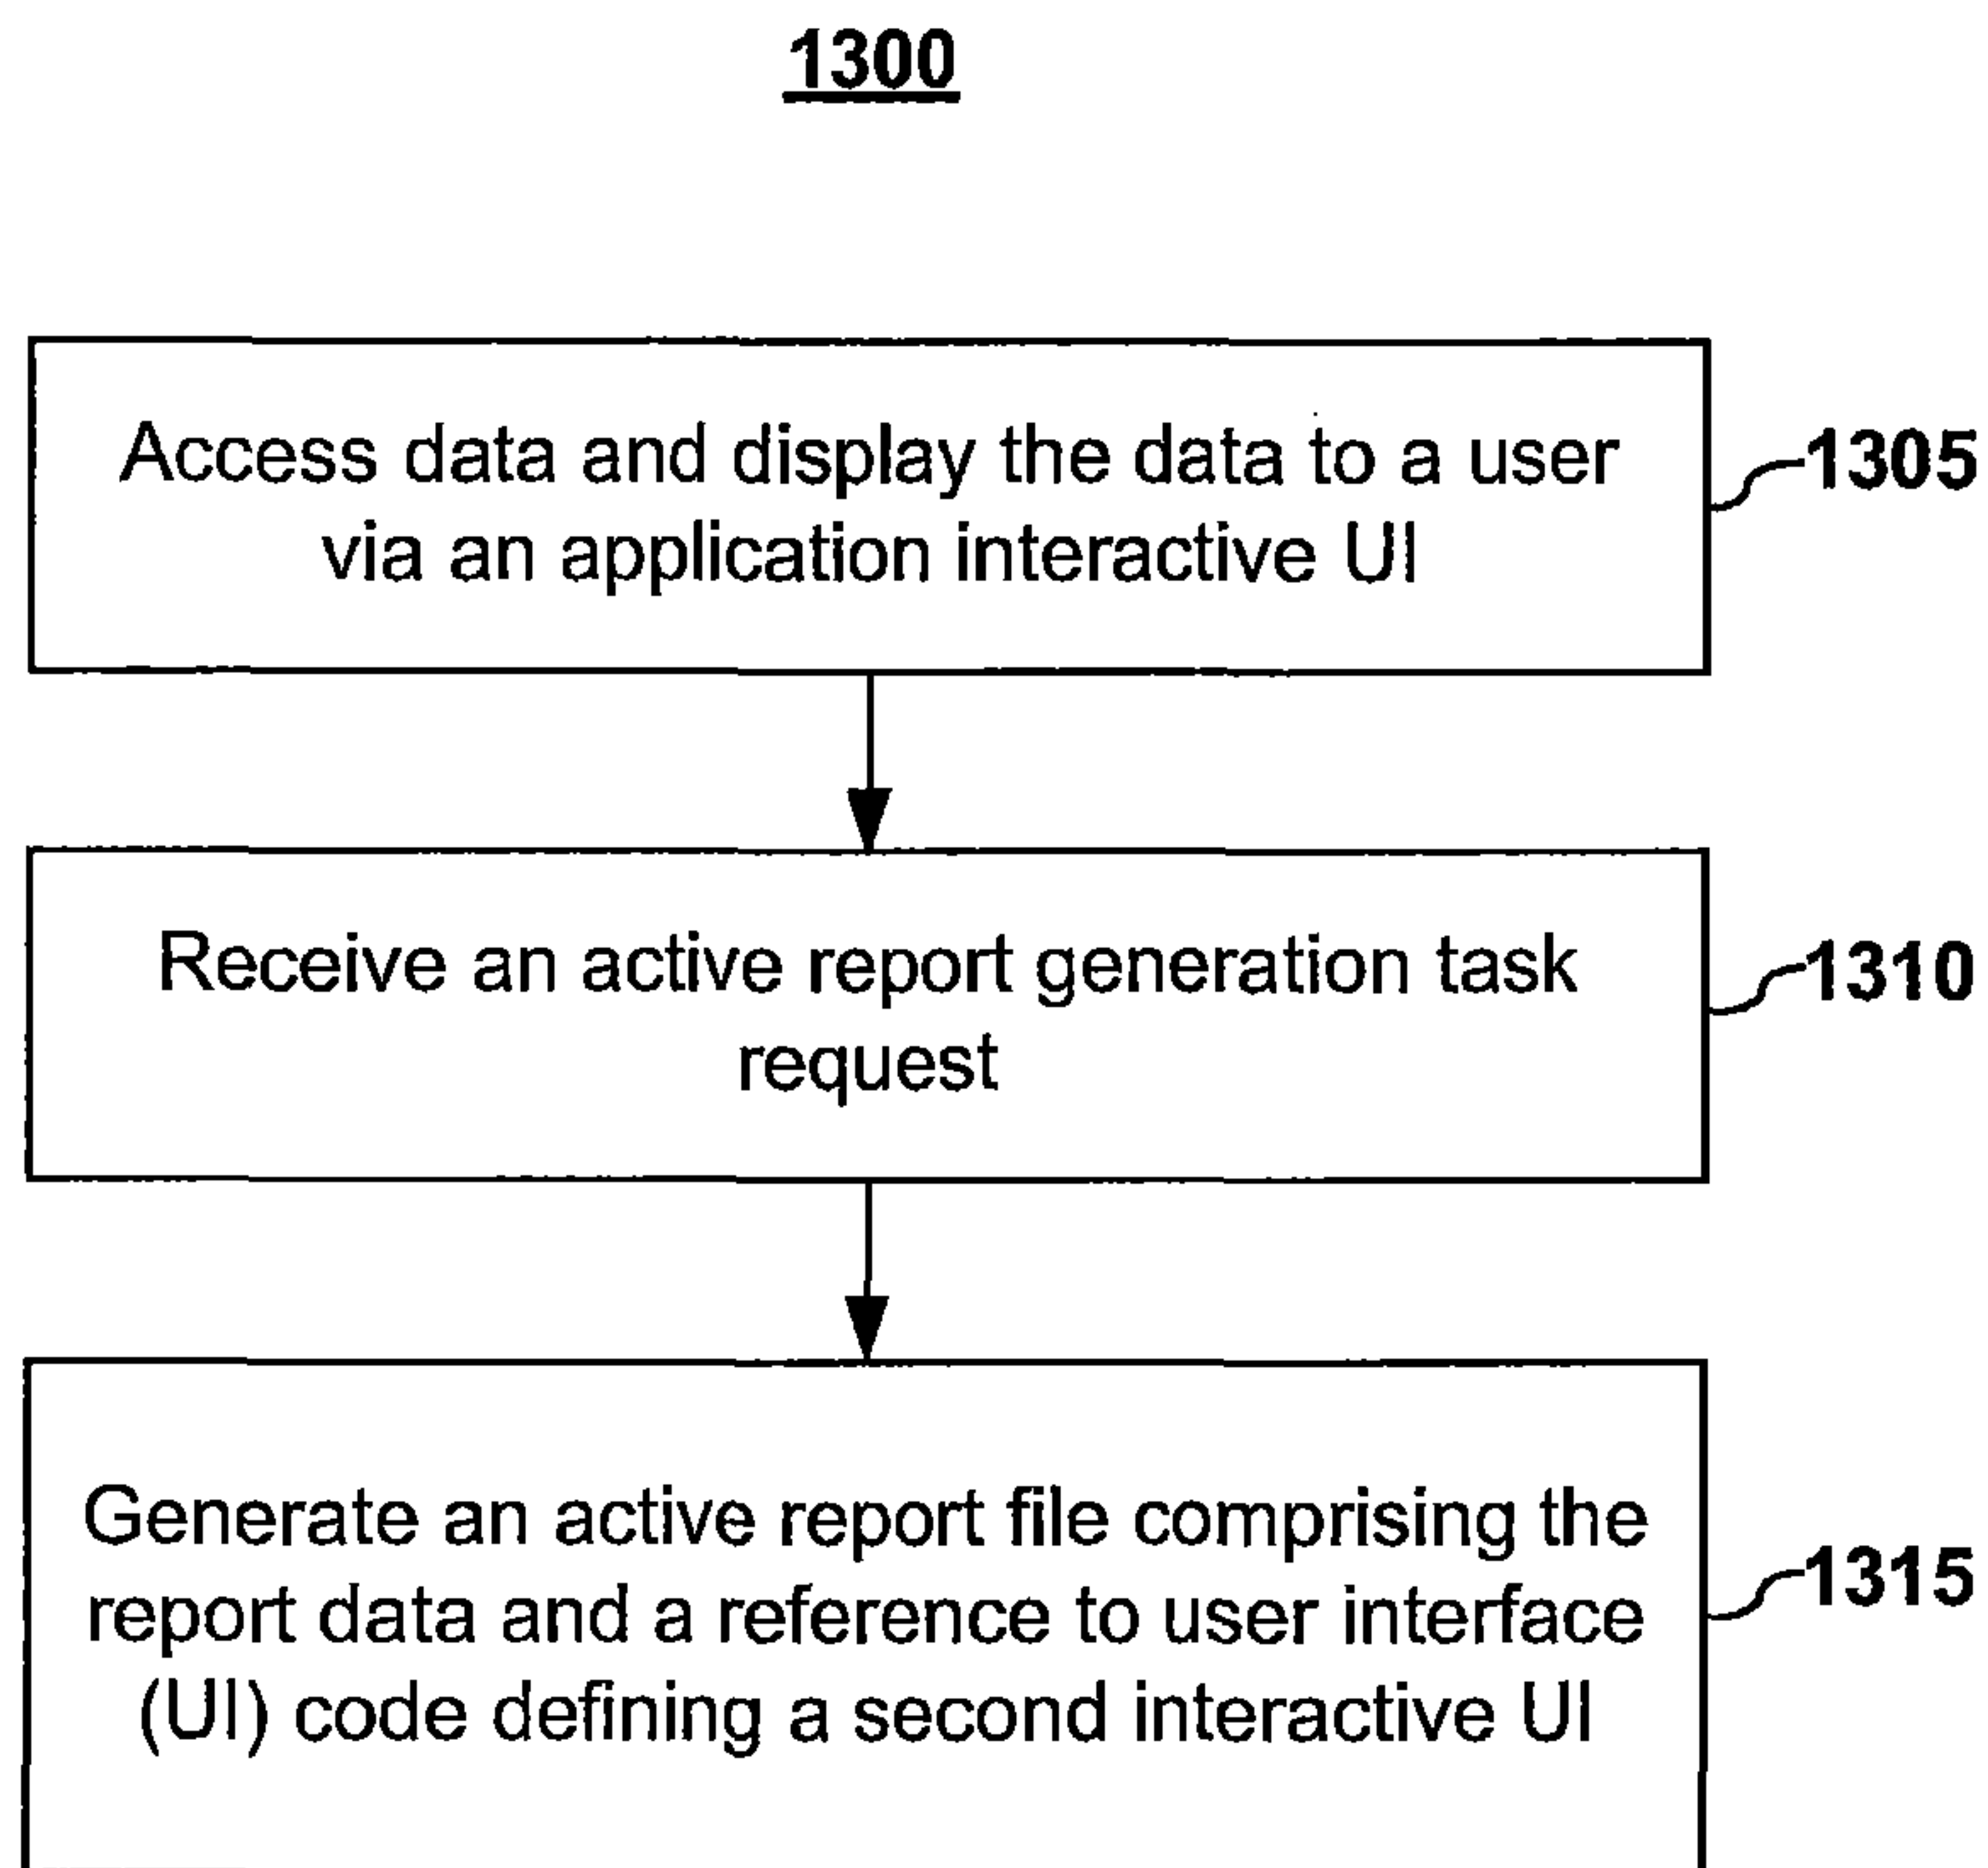 1300
Access data and display the data to a user
via an application interactive UI
1305
Receive an active report generation task
request
1310
Generate an active report file comprising the
report data and a reference to user interface
(UI) code defining a second interactive UI
1315